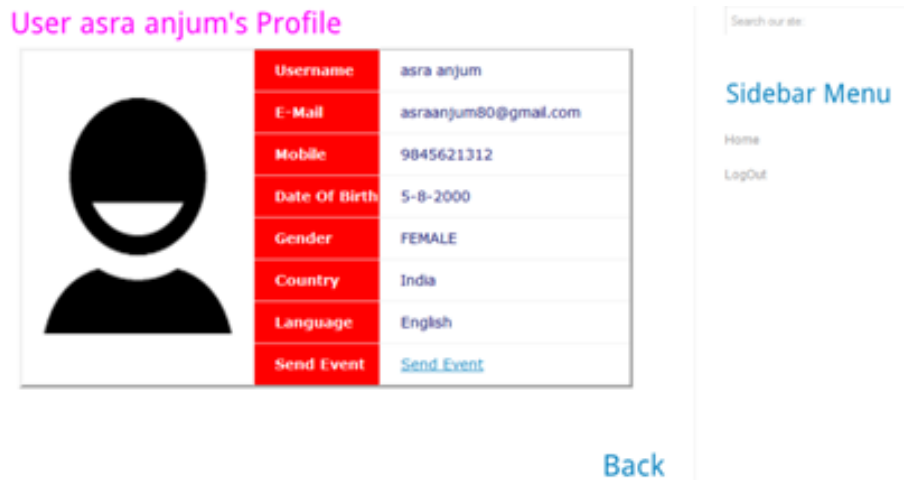 User asra anjum's Profile
Username asra anjum
E-Mail asraanjum80@gmail.com
Mobile 9845621312
Date Of Birth 5-8-2000
Gender FEMALE
Country India
Language English
Send Event Send Event
Back
Search our site:
Sidebar Menu
Home
LogOut